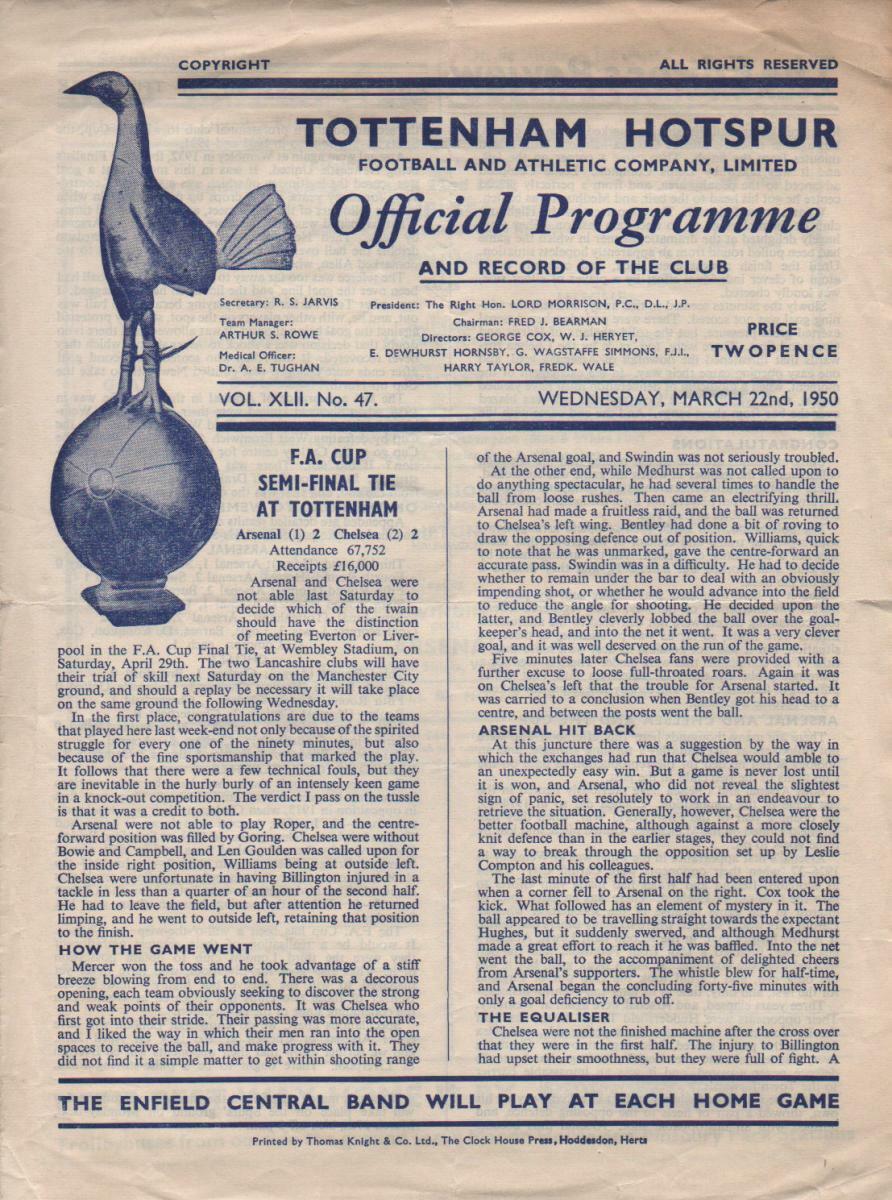 COPYRIGHT
ALL RIGHTS RESERVED
TOTTENHAM HOTSPUR
FOOTBALL AND ATHLETIC COMPANY, LIMITED
Official Programme
AND RECORD OF THE CLUB
Secretary: R. S. JARVIS
Team Manager:
ARTHUR S. ROWE
Medical Officer:
Dr. A. E. TUGHAN
President: The Right Hon. LORD MORRISON, P.C., D.L., J.P.
Chairman: FRED J. BEARMAN
Directors: GEORGE COX, W. J. HERYET,
E. DEWHURST HORNSBY, G. WAGSTAFFE SIMMONS, F.J.I.,
HARRY TAYLOR, FREDK. WALE
PRICE
TWOPENCE
VOL. XLII. No. 47.
WEDNESDAY, MARCH 22nd, 1950
F.A. CUP
SEMI-FINAL TIE
AT TOTTENHAM
Arsenal (1) 2 Chelsea (2) 2
Attendance 67,752
Receipts £16,000
Arsenal and Chelsea were
not able last Saturday to
decide which of the twain
should have the distinction
of meeting Everton or Liver-
pool in the F.A. Cup Final Tie, at Wembley Stadium, on
Saturday, April 29th. The two Lancashire clubs will have
their trial of skill next Saturday on the Manchester City
ground, and should a replay be necessary it will take place
on the same ground the following Wednesday.
In the first place, congratulations are due to the teams
that played here last week-end not only because of the spirited
struggle for every one of the ninety minutes, but also
because of the fine sportsmanship that marked the play.
It follows that there were a few technical fouls, but they
are inevitable in the hurly burly of an intensely keen game
in a knock-out competition. The verdict I pass on the tussle
is that it was a credit to both.
Arsenal were not able to play Roper, and the centre-
forward position was filled by Goring. Chelsea were without
Bowie and Campbell, and Len Goulden was called upon for
the inside right position, Williams being at outside left.
Chelsea were unfortunate in having Billington injured in a
tackle in less than a quarter of an hour of the second half.
He had to leave the field, but after attention he returned
limping, and he went to outside left, retaining that position
to the finish.
HOW THE GAME WENT
Mercer won the toss and he took advantage of a stiff
breeze blowing from end to end. There was a decorous
opening, each team obviously seeking to discover the strong
and weak points of their opponents. It was Chelsea who
first got into their stride. Their passing was more accurate,
and I liked the way in which their men ran into the open
spaces to receive the ball, and make progress with it. They
did not find it a simple matter to get within shooting range
of the Arsenal goal, and Swindin was not seriously troubled.
At the other end, while Medhurst was not called upon to
do anything spectacular, he had several times to handle the
ball from loose rushes. Then came an electrifying thrill.
Arsenal had made a fruitless raid, and the ball was returned
to Chelsea's left wing. Bentley had done a bit of roving to
draw the opposing defence out of position. Williams, quick
to note that he was unmarked, gave the centre-forward an
accurate pass. Swindin was in a difficulty. He had to decide
whether to remain under the bar to deal with an obviously
impending shot, or whether he would advance into the field
to reduce the angle for shooting. He decided upon the
latter, and Bentley cleverly lobbed the ball over the goal-
keeper's head, and into the net it went. It was a very clever
goal, and it was well deserved on the run of the game.
Five minutes later Chelsea fans were provided with a
further excuse to loose full-throated roars. Again it was
on Chelsea's left that the trouble for Arsenal started. It
was carried to a conclusion when Bentley got his head to a
centre, and between the posts went the ball.
ARSENAL HIT BACK
At this juncture there was a suggestion by the way in
which the exchanges had run that Chelsea would amble to
an unexpectedly easy win. But a game is never lost until
it is won, and Arsenal, who did not reveal the slightest
sign of panic, set resolutely to work in an endeavour to
retrieve the situation. Generally, however, Chelsea were the
better football machine, although against a more closely
knit defence than in the earlier stages, they could not find
a way to break through the opposition set up by Leslie
Compton and his colleagues.
The last minute of the first half had been entered upon
when a corner fell to Arsenal on the right. Cox took the
kick. What followed has an element of mystery in it. The
ball appeared to be travelling straight towards the expectant
Hughes, but it suddenly swerved, and although Medhurst
made a great effort to reach it he was baffled. Into the net
went the ball, to the accompaniment of delighted cheers
from Arsenal's supporters. The whistle blew for half-time,
and Arsenal began the concluding forty-five minutes with
only a goal deficiency to rub off.
THE EQUALISER
Chelsea were not the finished machine after the cross over
that they were in the first half. The injury to Billington
had upset their smoothness, but they were full of fight. A
THE ENFIELD CENTRAL BAND WILL PLAY AT EACH HOME GAME
Printed by Thomas Knight & Co. Ltd., The Clock House Press, Hoddesdon, Herts